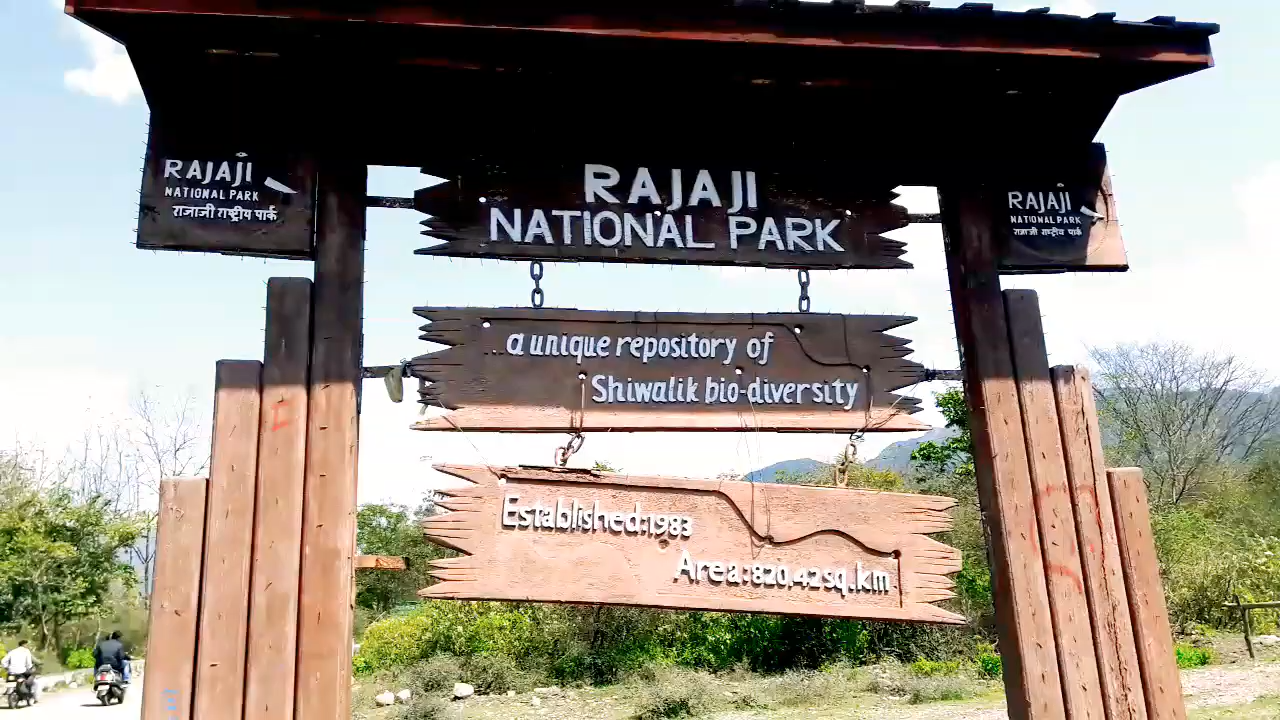 RAJAJI
NATIONAL PARK
राजाजी राष्ट्रीय पार्क
RAJAJI
NATIONAL PARK
...a unique repository of
Shiwalik bio-diversity
Established:1983
Area:820.42sq.km
RAJAJI
NATIONAL PARK
राजाजी राष्ट्रीय पार्क